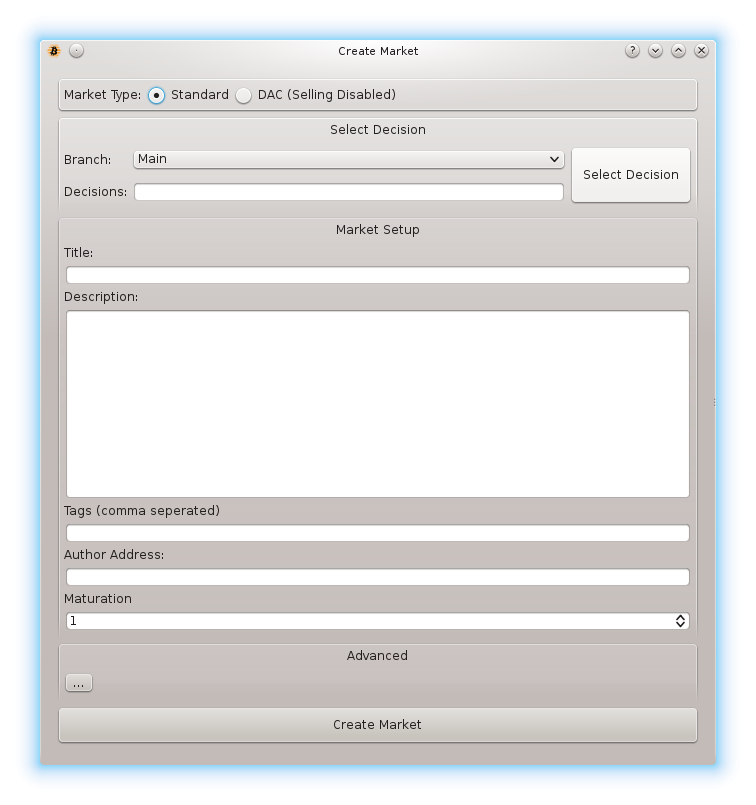 Create Market
Market Type: Standard DAC (Selling Disabled)
Select Decision
Branch: Main
Select Decision
Decisions:
Market Setup
Title:
Description:
Tags (comma seperated)
Author Address:
Maturation
1
Advanced
...
Create Market